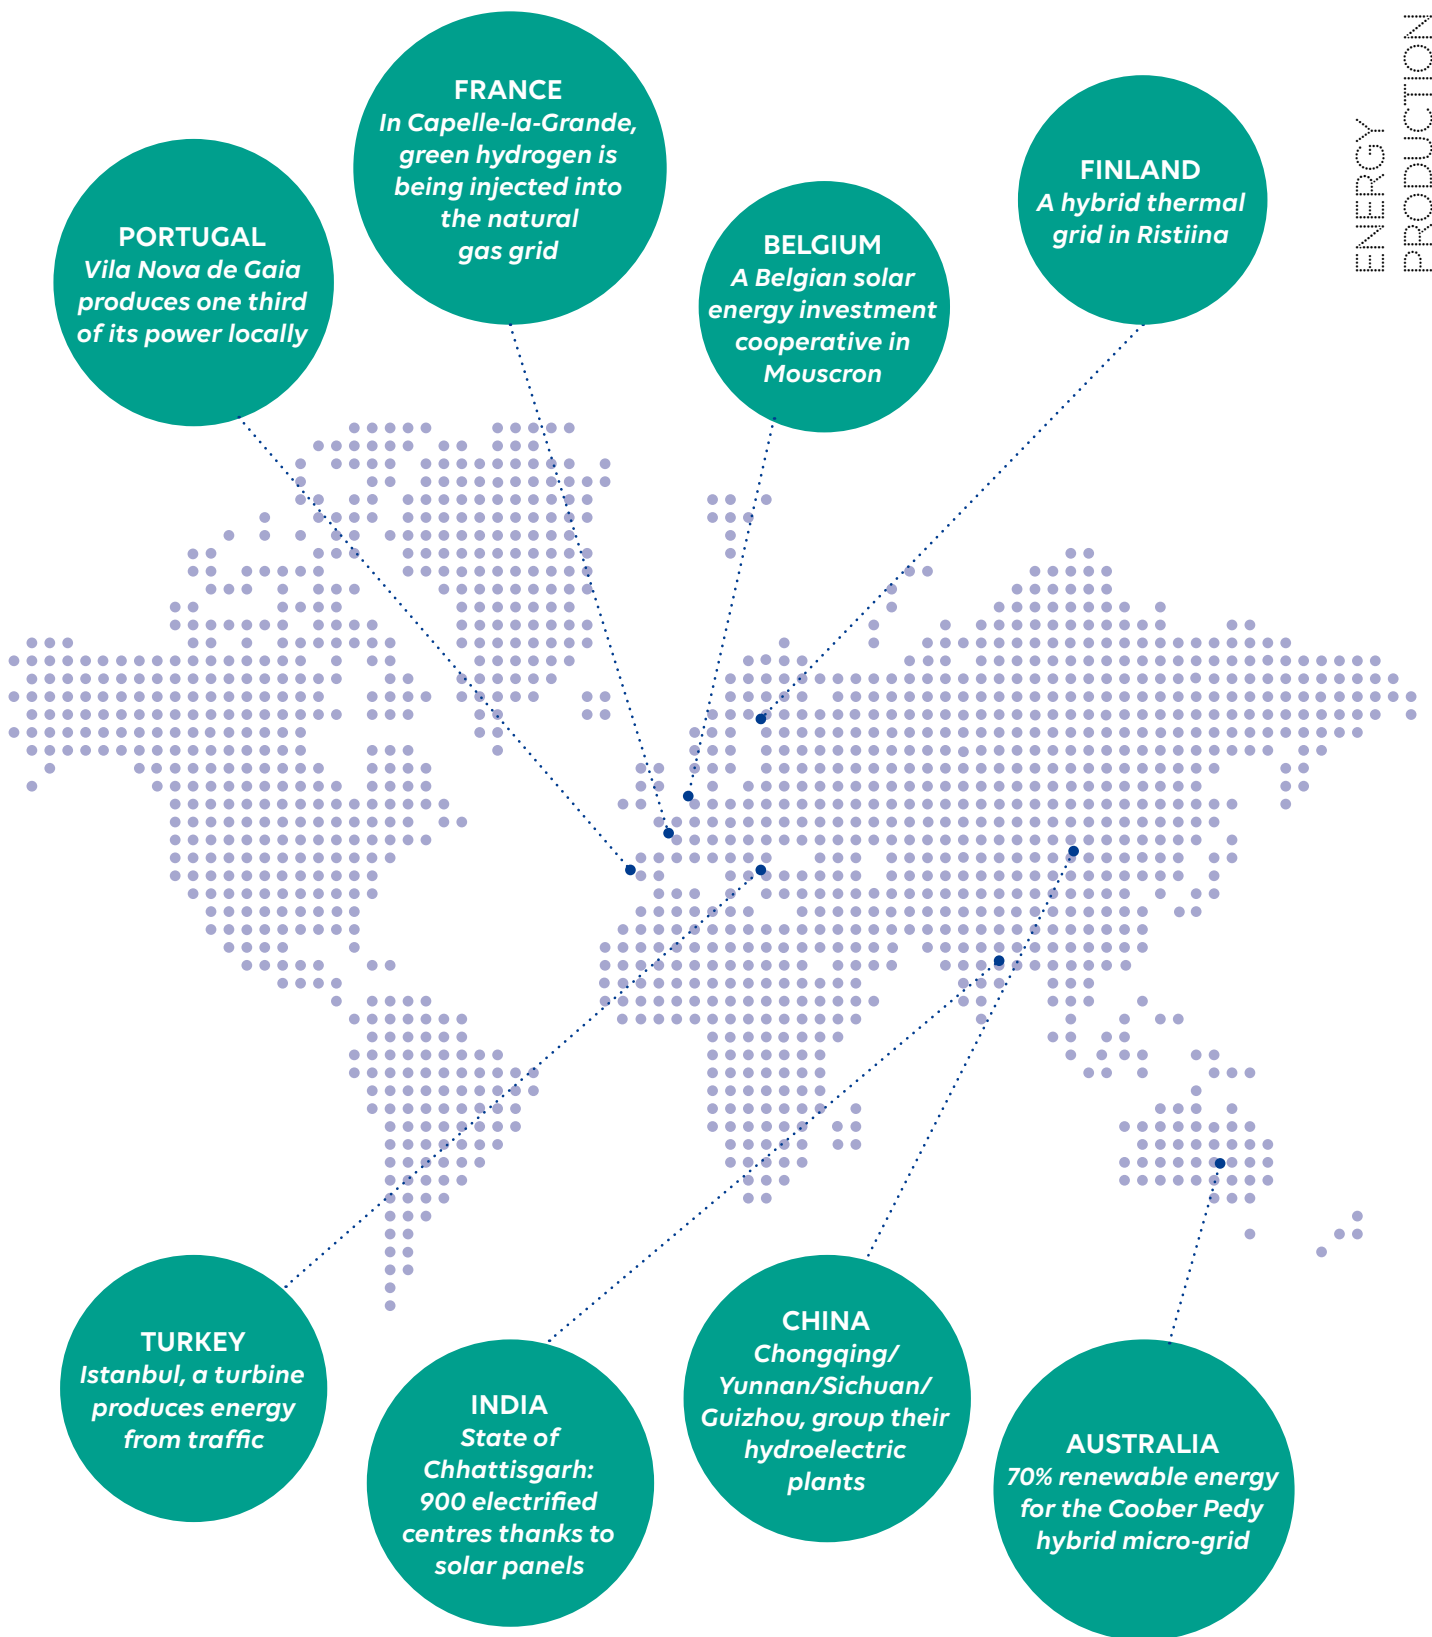 ENERGY
PRODUCTION
FRANCE
In Capelle-la-Grande,
green hydrogen is
being injected into
the natural
gas grid
FINLAND
A hybrid thermal
grid in Ristiina
PORTUGAL
Vila Nova de Gaia
produces one third
of its power locally
BELGIUM
A Belgian solar
energy investment
cooperative in
Mouscron
TURKEY
Istanbul, a turbine
produces energy
from traffic
INDIA
State of
Chhattisgarh:
900 electrified
centres thanks to
solar panels
CHINA
Chongqing/
Yunnan/Sichuan/
Guizhou, group their
hydroelectric
plants
AUSTRALIA
70% renewable energy
for the Coober Pedy
hybrid micro-grid